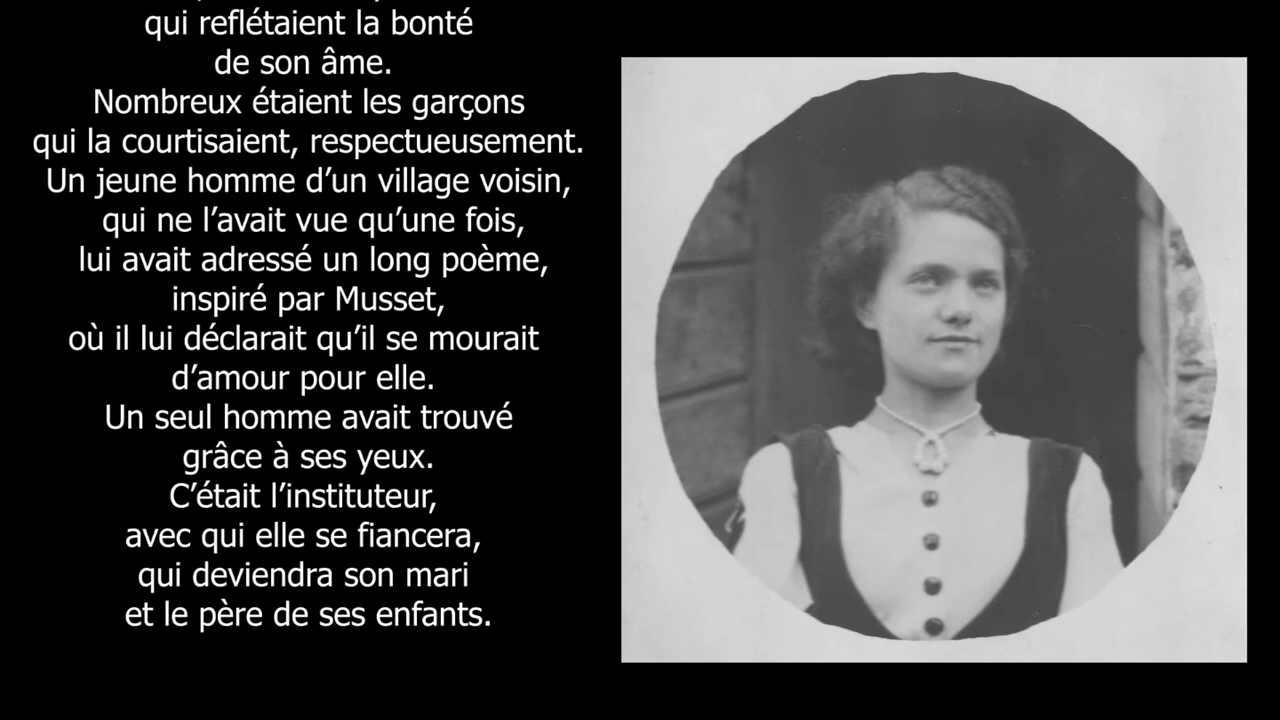 qui reflétaient la bonté
de son âme.
Nombreux étaient les garçons
qui la courtisaient, respectueusement.
Un jeune homme d’un village voisin,
qui ne l’avait vue qu’une fois,
lui avait adressé un long poème,
inspiré par Musset,
où il lui déclarait qu’il se mourait
d’amour pour elle.
Un seul homme avait trouvé
grâce à ses yeux.
C’était l’instituteur,
avec qui elle se fiancera,
qui deviendra son mari
et le père de ses enfants.